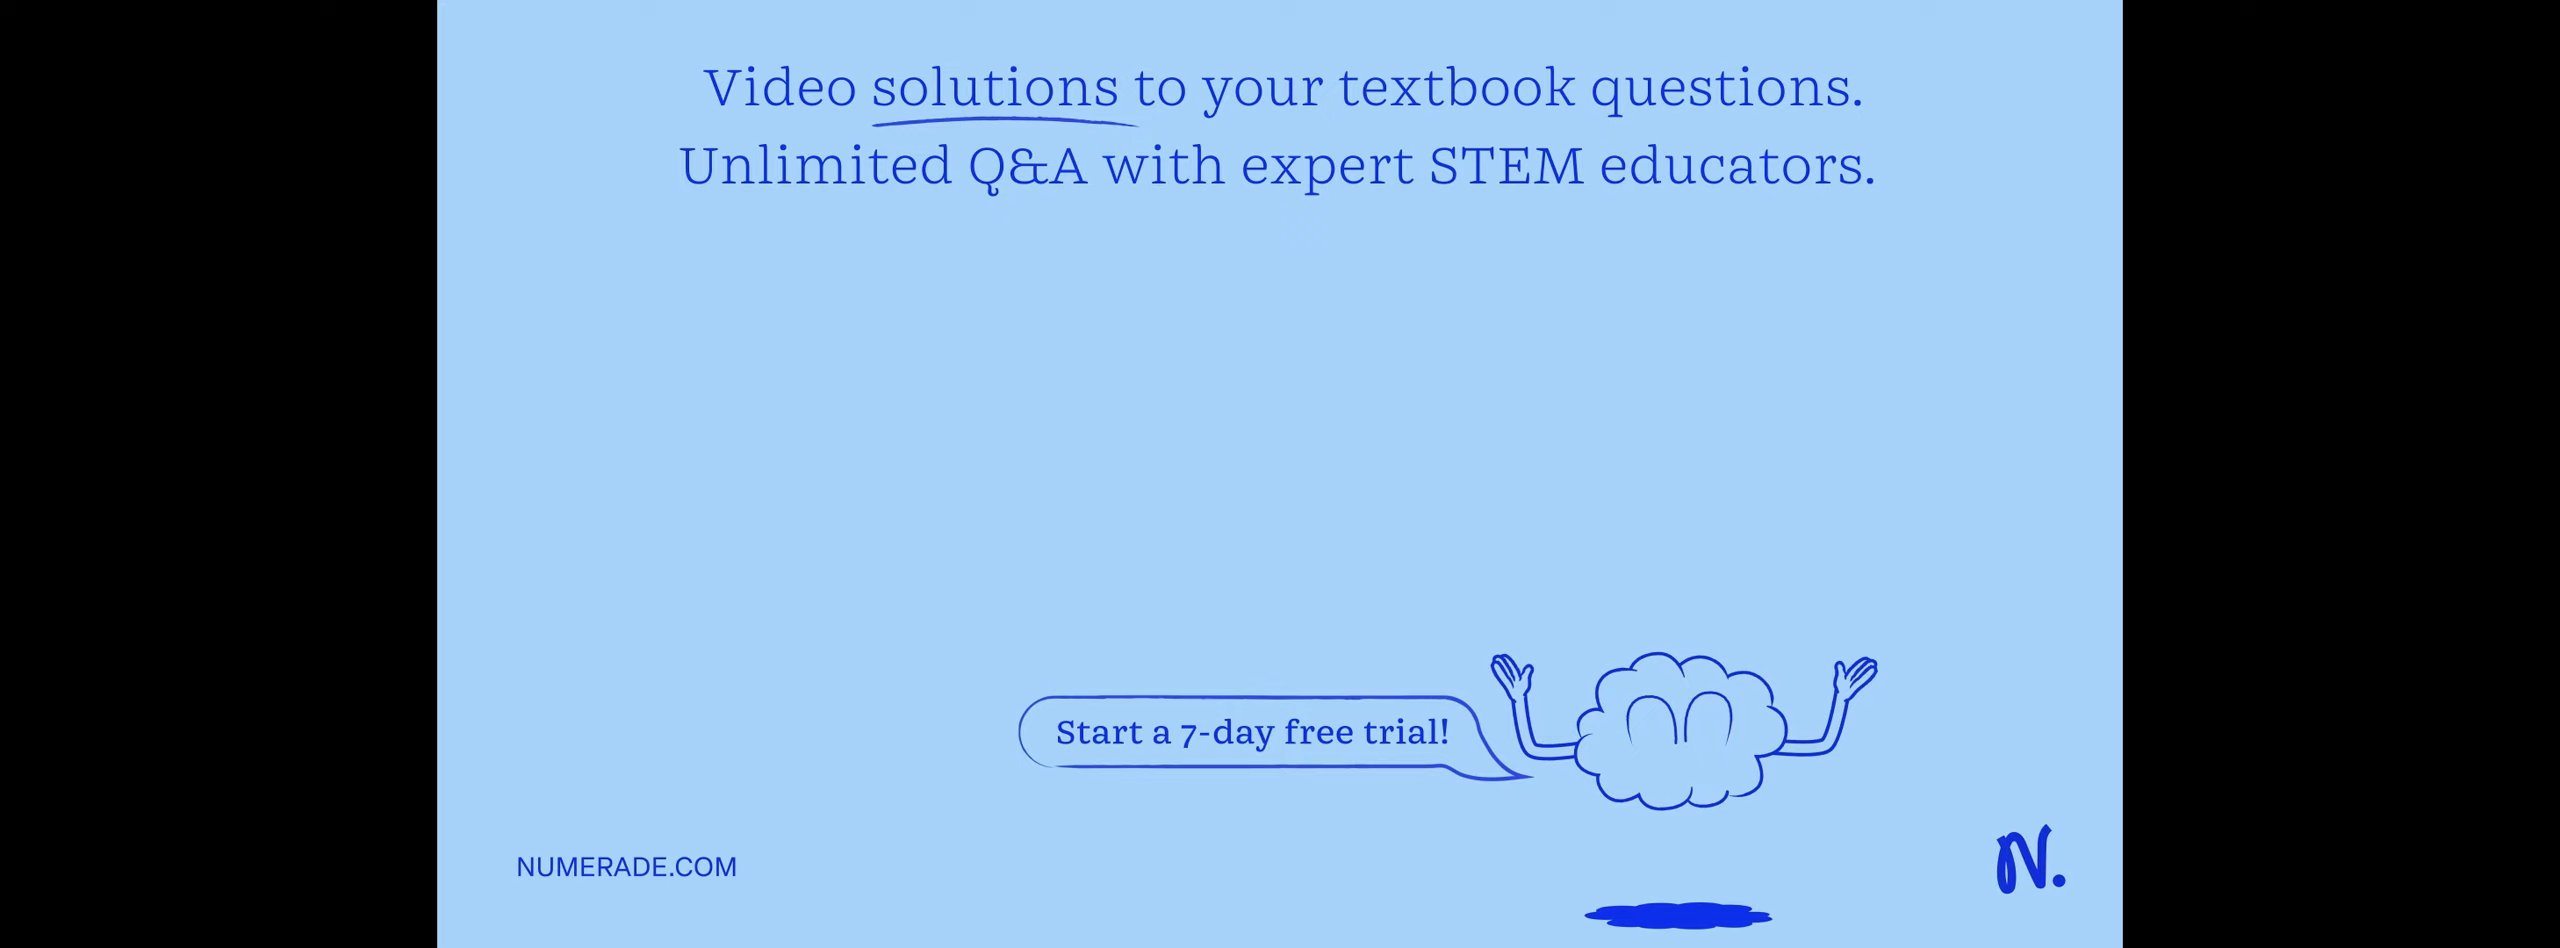 Video solutions to your textbook questions.
Unlimited Q&A with expert STEM educators.
Start a 7-day free trial!
NUMERADE.COM
N.